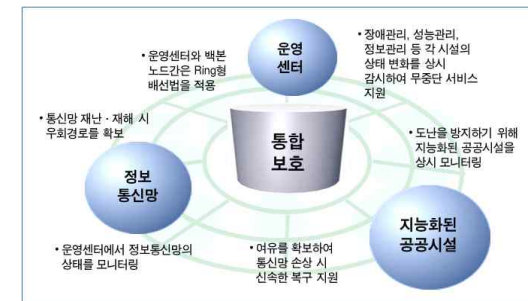 운영
센터
• 장애관리, 성능관리,
정보관리 등 각 시설의
상태 변화를 상시
감시하여 무중단 서비스
지원
• 운영센터와 백본
노드간은 Ring형
배선법을 적용
• 통신망 재난·재해 시
우회경로를 확보
통합
보호
• 도난을 방지하기 위해
지능화된 공공시설을
상시 모니터링
정보
통신망
지능화된
공공시설
• 운영센터에서 정보통신망의
상태를 모니터링
• 여유를 확보하여
통신망 손상 시
신속한 복구 지원